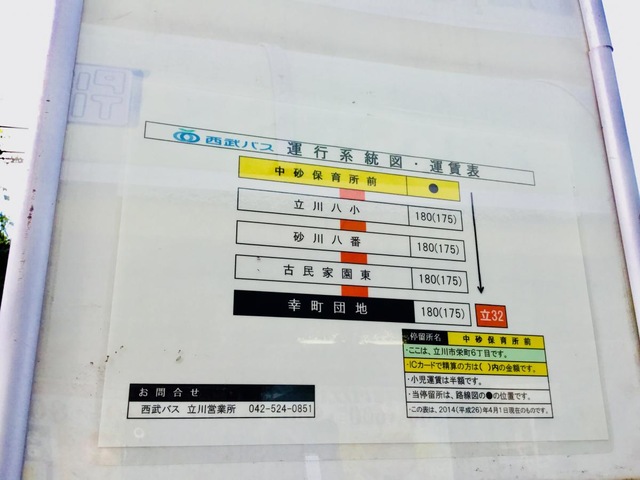 西武バス 運行系統図・運賃表
中砂保育所前 ●
立川八小 180(175)
砂川八番 180(175)
古民家園東 180(175)
幸町団地 180(175) 立32
停留所名 中砂保育所前
・ここは、立川市栄町6丁目です。
・ICカードで精算の方は( )内の金額です。
・小児運賃は半額です。
・当停留所は、路線図の●の位置です。
・この表は、2014(平成26)年4月1日現在のものです。
お問合せ
西武バス 立川営業所 042-524-0851